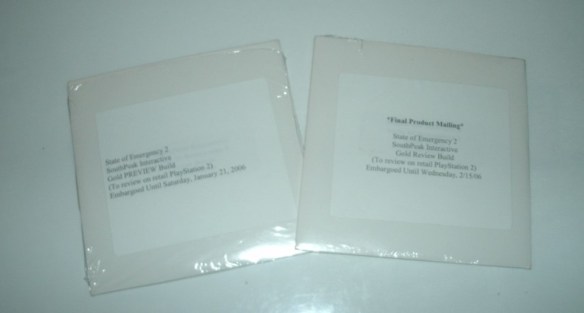 State of Emergency 2
SouthPeak Interactive
Gold PREVIEW Build
(To review on retail PlayStation 2)
Embargoed Until Saturday, January 21, 2006
"Final Product Mailing"
State of Emergency 2
SouthPeak Interactive
Gold Review Build
(To review on retail PlayStation 2)
Embargoed Until Wednesday, 2/15/06